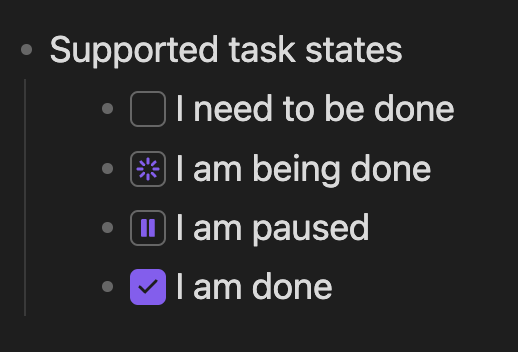 Supported task states
I need to be done
I am being done
I am paused
I am done